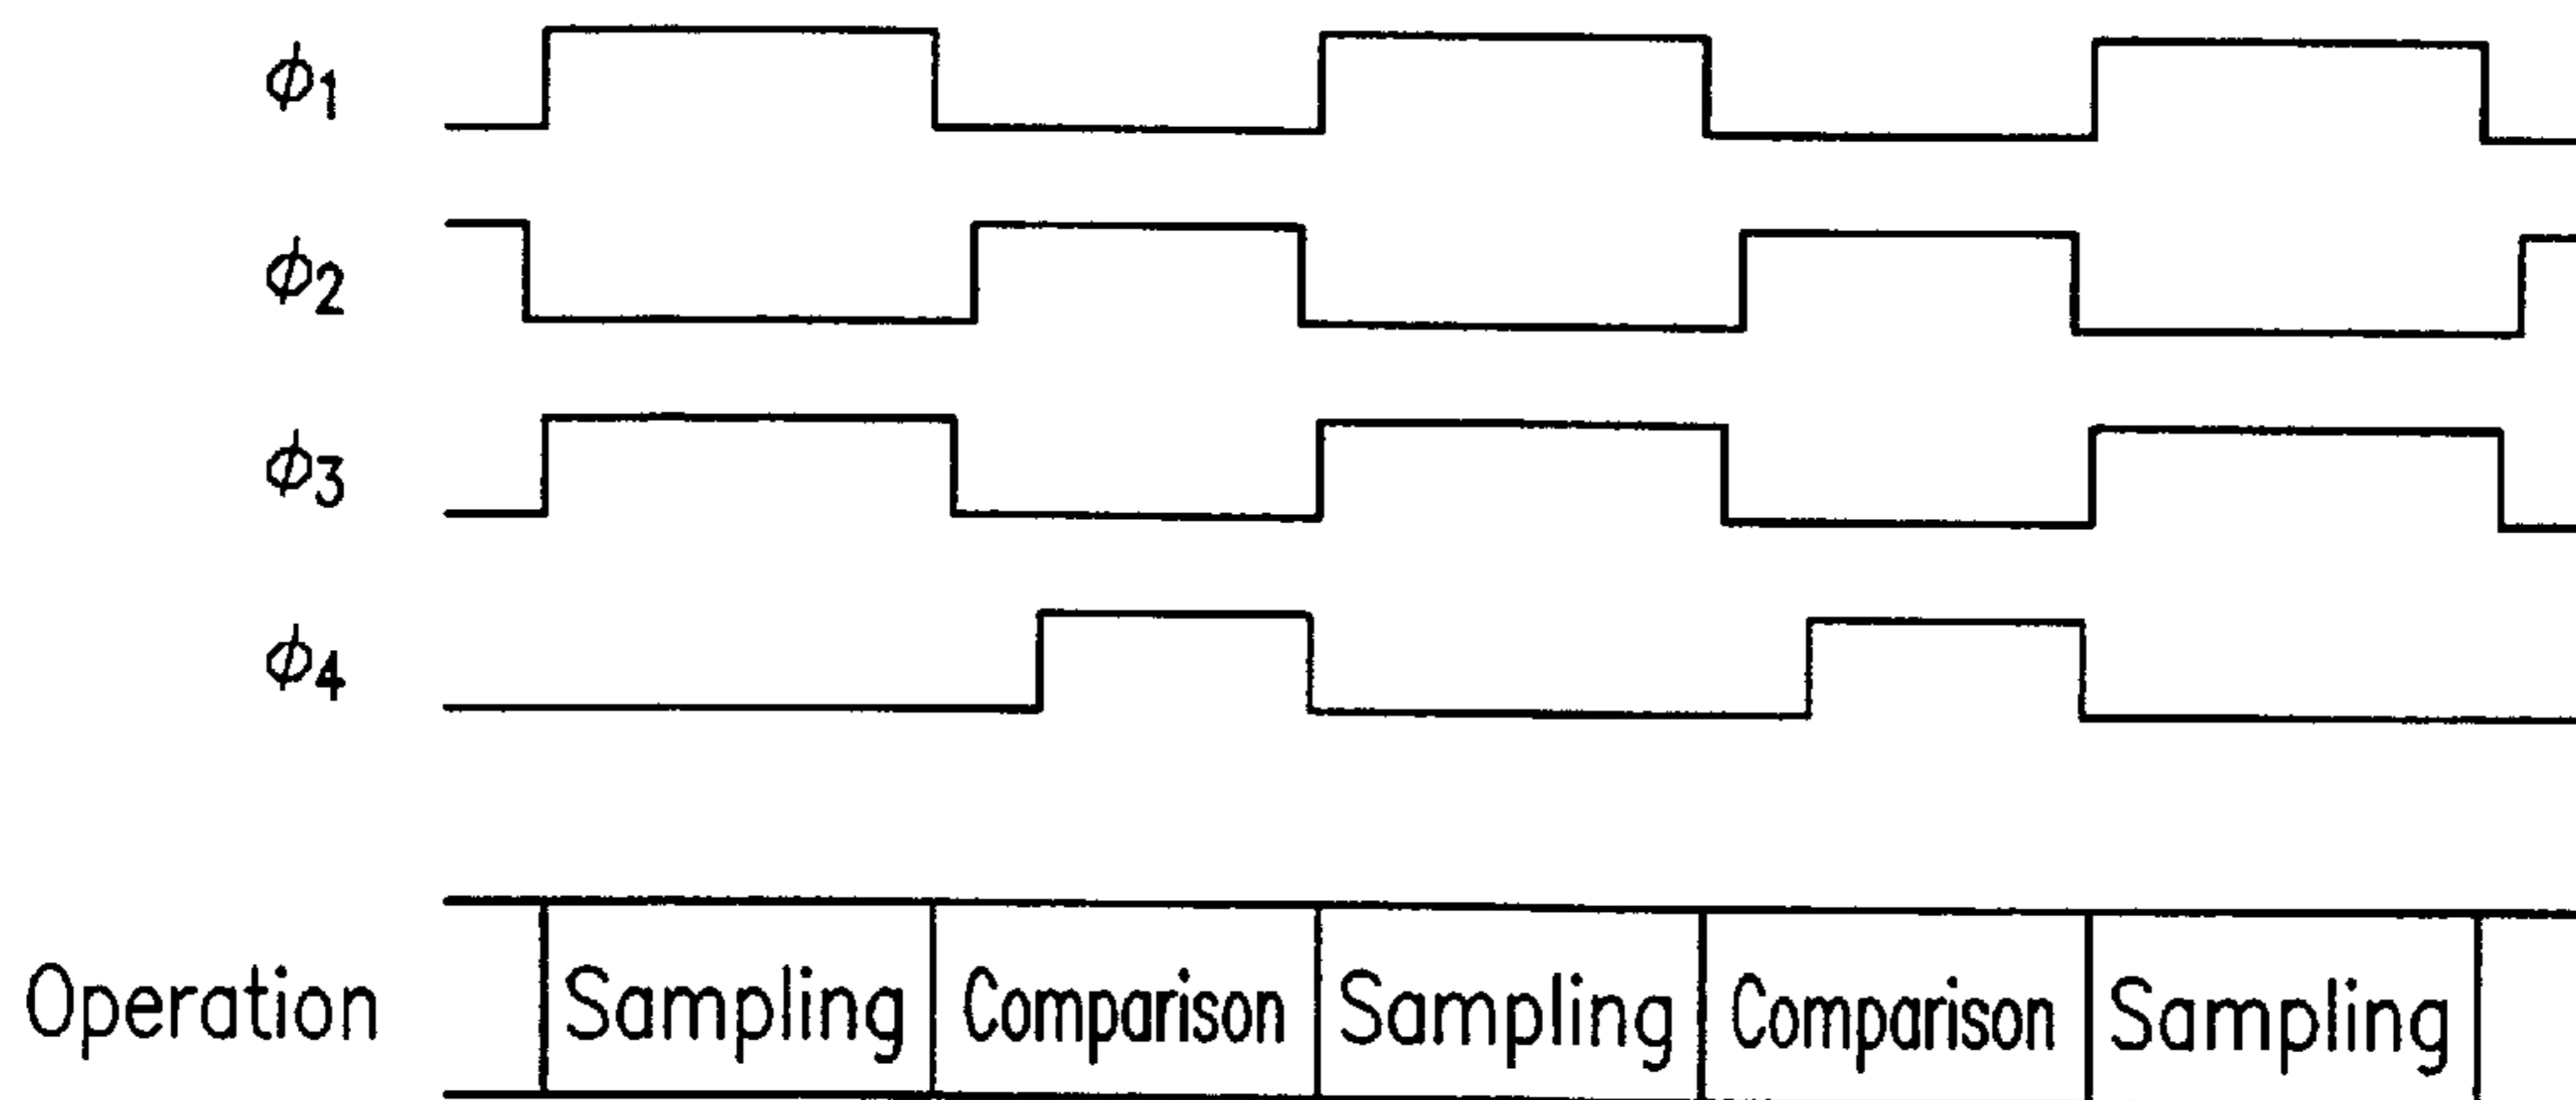 ϕ1
ϕ2
ϕ3
ϕ4
Operation Sampling Comparison Sampling Comparison Sampling